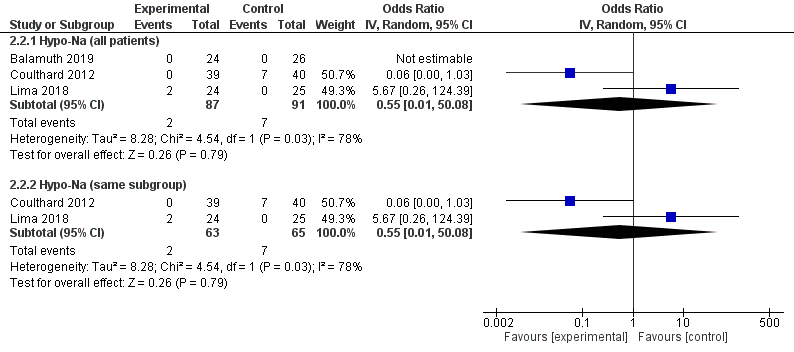 Experimental Control Odds Ratio Odds Ratio
Study or Subgroup Events Total Events Total Weight IV, Random, 95% CI IV, Random, 95% CI
2.2.1 Hypo-Na (all patients)
Balamuth 2019 0 24 0 26 Not estimable
Coulthard 2012 0 39 7 40 50.7% 0.06 [0.00, 1.03]
Lima 2018 2 24 0 25 49.3% 5.67 [0.26, 124.39]
Subtotal (95% CI) 87 91 100.0% 0.55 [0.01, 50.08]
Total events 2 7
Heterogeneity: Tau² = 8.28; Chi² = 4.54, df = 1 (P = 0.03); I² = 78%
Test for overall effect: Z = 0.26 (P = 0.79)
2.2.2 Hypo-Na (same subgroup)
Coulthard 2012 0 39 7 40 50.7% 0.06 [0.00, 1.03]
Lima 2018 2 24 0 25 49.3% 5.67 [0.26, 124.39]
Subtotal (95% CI) 63 65 100.0% 0.55 [0.01, 50.08]
Total events 2 7
Heterogeneity: Tau² = 8.28; Chi² = 4.54, df = 1 (P = 0.03); I² = 78%
Test for overall effect: Z = 0.26 (P = 0.79)
0.002 0.1 1 10 500
Favours [experimental] Favours [control]